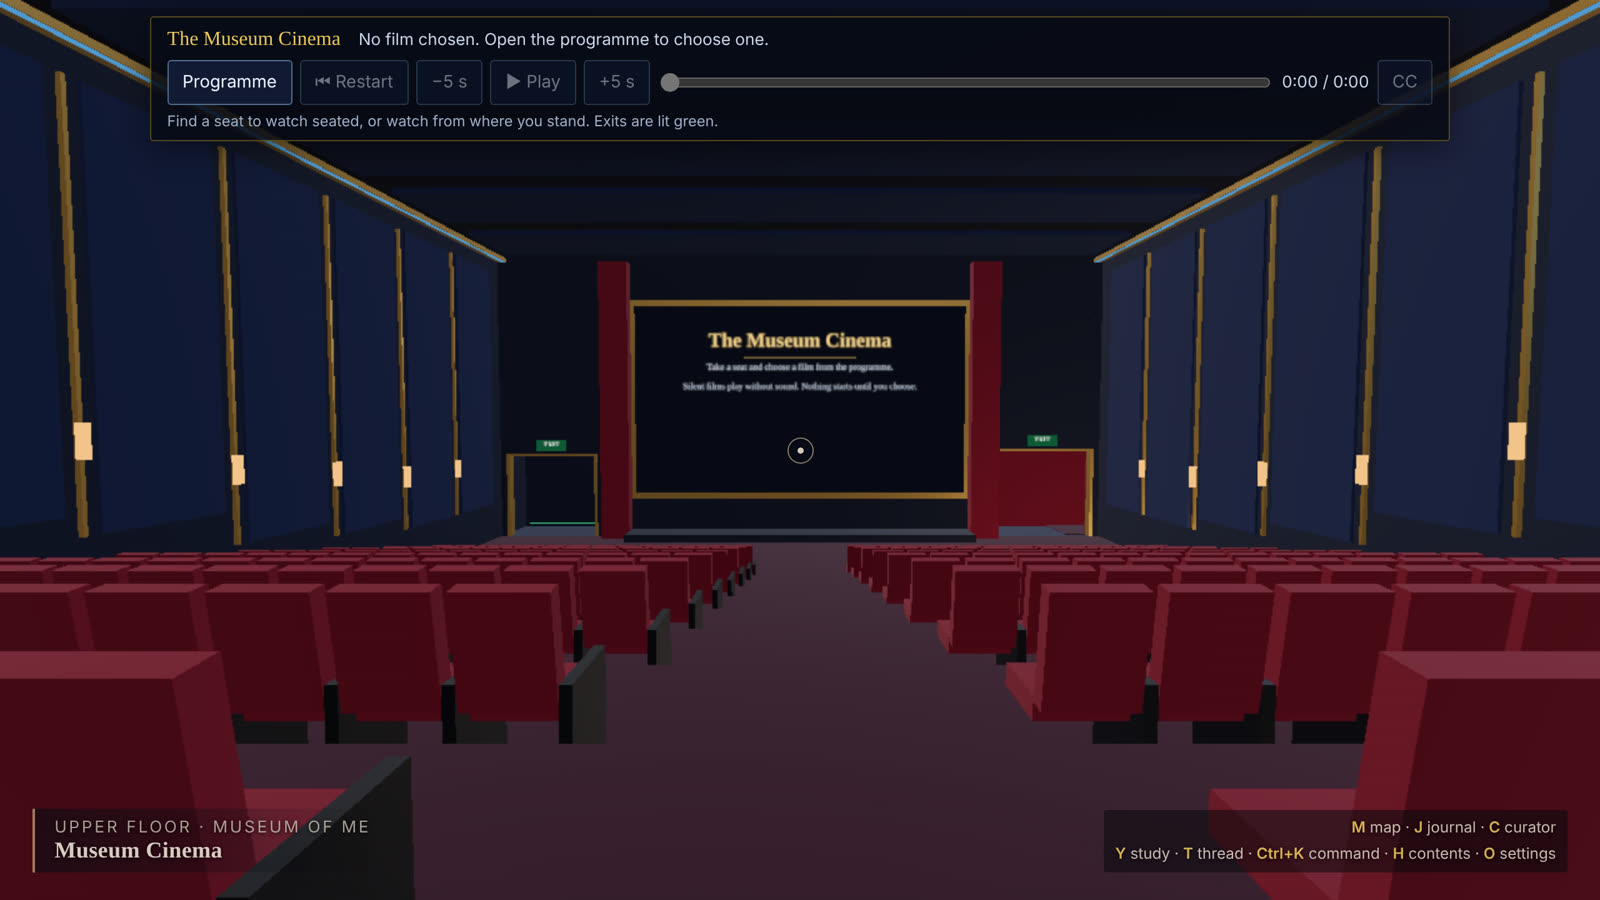 The Museum Cinema No film chosen. Open the programme to choose one.
Programme ⏮ Restart −5 s ▶ Play +5 s 0:00 / 0:00 CC
Find a seat to watch seated, or watch from where you stand. Exits are lit green.
The Museum Cinema
Take a seat and choose a film from the programme.
Silent films play without sound. Nothing starts until you choose.
EXIT
EXIT
UPPER FLOOR · MUSEUM OF ME
Museum Cinema
M map · J journal · C curator
Y study · T thread · Ctrl+K command · H contents · O settings